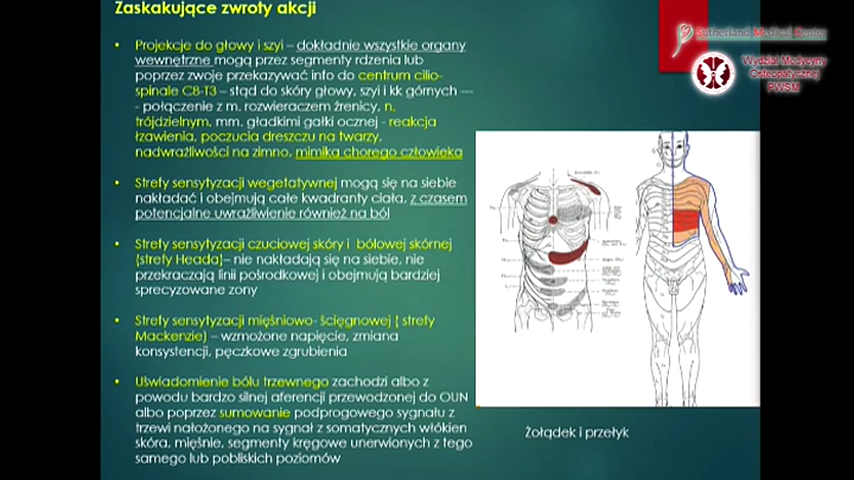 Zaskakujące zwroty akcji
Sutherland Medical Center
Wydział Medycyny
Osteopatycznej
PWSM
Projekcje do głowy i szyi – dokładnie wszystkie organy
wewnętrzne mogą przez segmenty rdzenia lub
poprzez zwoje przekazywać info do centrum cilio-
spinale C8-T3 – stąd do skóry głowy, szyi i kk górnych —
- połączenie z m. rozwieraczem źrenicy, n.
trójdzielnym, mm. gładkimi gałki ocznej - reakcja
łzawienia, poczucia dreszczu na twarzy,
nadwrażliwości na zimno, mimika chorego człowieka
Strefy sensytyzacji wegetatywnej mogą się na siebie
nakładać i obejmują całe kwadranty ciała, z czasem
potencjalne uwrażliwienie również na ból
Strefy sensytyzacji czuciowej skóry i bólowej skórnej
(strefy Heada)– nie nakładają się na siebie, nie
przekraczają linii pośrodkowej i obejmują bardziej
sprecyzowane zony
Strefy sensytyzacji mięśniowo- ścięgnowej ( strefy
Mackenzie) – wzmożone napięcie, zmiana
konsystencji, pęczkowe zgrubienia
Uświadomienie bólu trzewnego zachodzi albo z
powodu bardzo silnej aferencji przewodzonej do OUN
albo poprzez sumowanie podprogowego sygnału z
trzewi nałożonego na sygnał z somatycznych włókien
skóra, mięśnie, segmenty kręgowe unerwionych z tego
samego lub pobliskich poziomów
Żołądek i przełyk